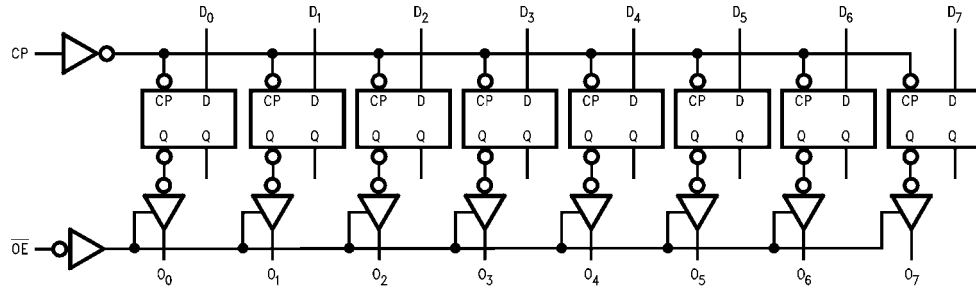 D0 D1 D2 D3 D4 D5 D6 D7
CP
CP D CP D CP D CP D CP D CP D CP D CP D
Q Q Q Q Q Q Q Q Q Q Q Q Q Q Q Q
O̅E̅
O0 O1 O2 O3 O4 O5 O6 O7